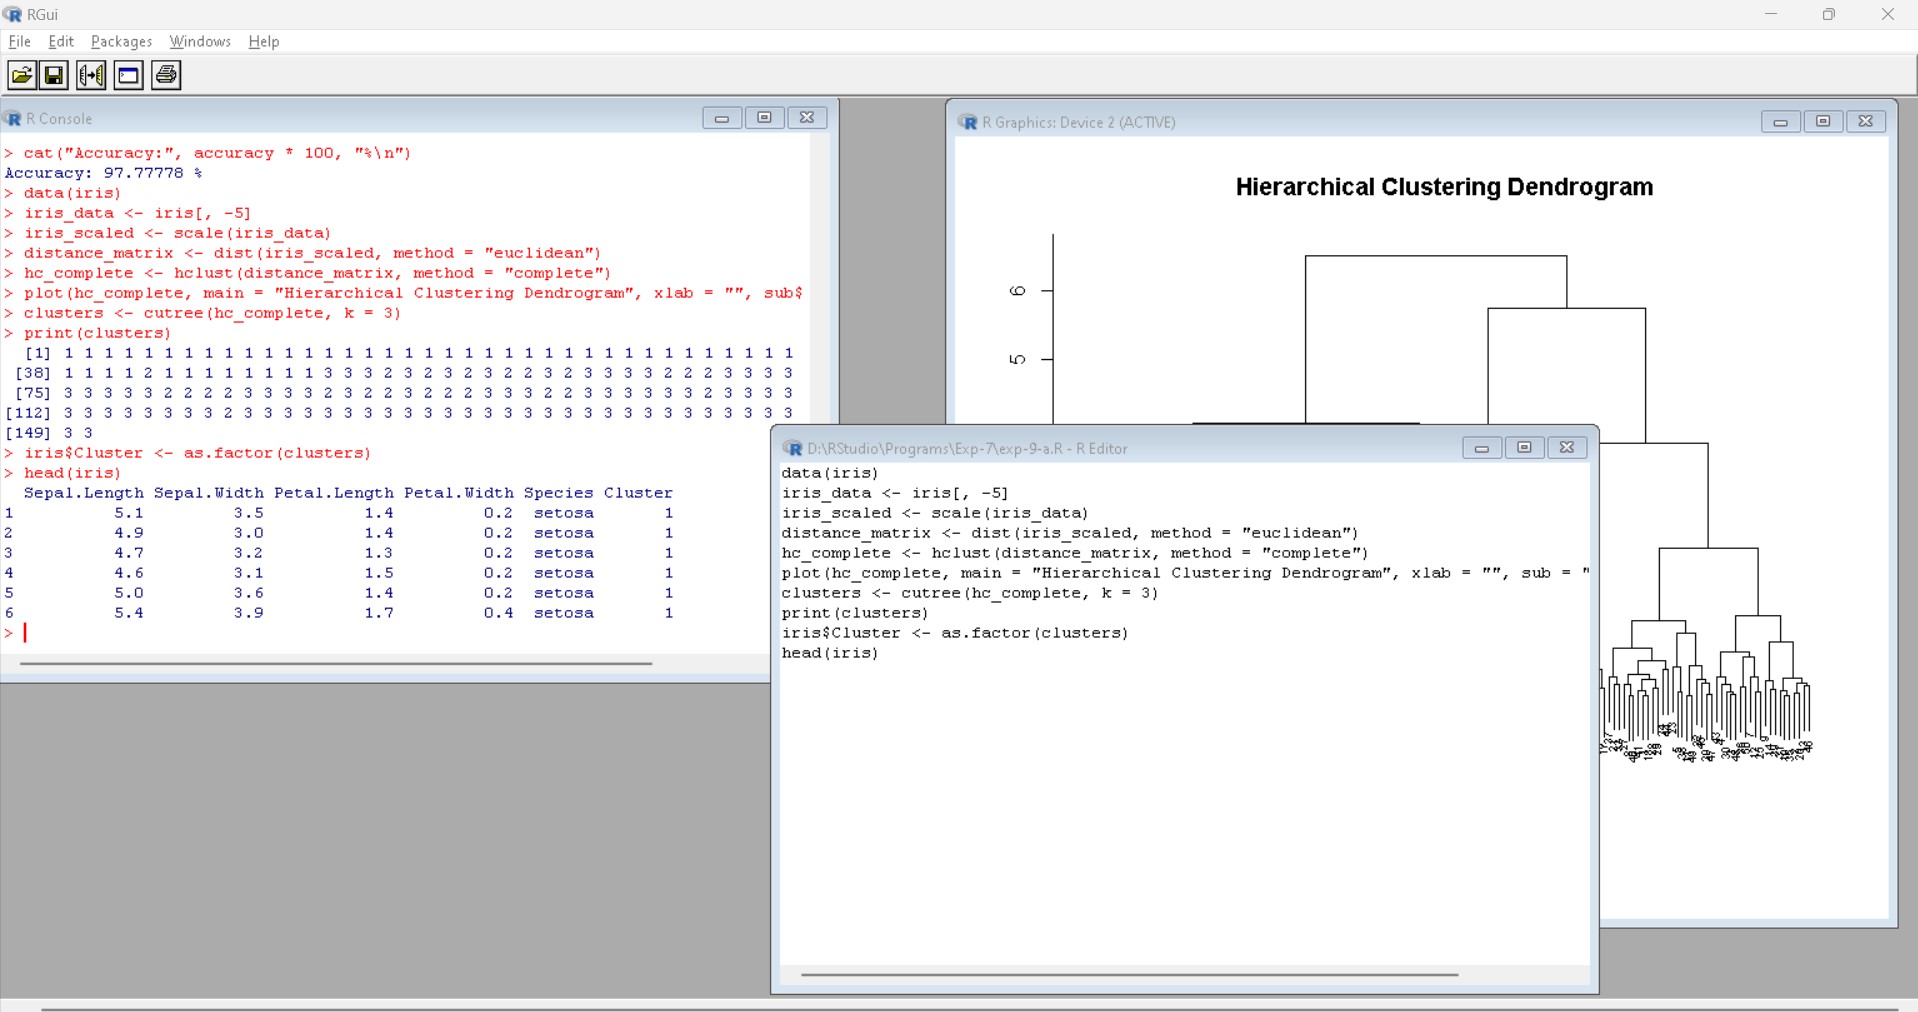 RGui
File Edit Packages Windows Help
R Console
> cat("Accuracy:", accuracy * 100, "%\n")
Accuracy: 97.77778 %
> data(iris)
> iris_data <- iris[, -5]
> iris_scaled <- scale(iris_data)
> distance_matrix <- dist(iris_scaled, method = "euclidean")
> hc_complete <- hclust(distance_matrix, method = "complete")
> plot(hc_complete, main = "Hierarchical Clustering Dendrogram", xlab = "", sub$
> clusters <- cutree(hc_complete, k = 3)
> print(clusters)
[1] 1 1 1 1 1 1 1 1 1 1 1 1 1 1 1 1 1 1 1 1 1 1 1 1 1 1 1 1 1 1 1 1 1 1 1 1 1
[38] 1 1 1 1 2 1 1 1 1 1 1 1 1 3 3 3 2 3 2 3 2 3 2 2 3 2 3 3 3 3 2 2 2 3 3 3 3
[75] 3 3 3 3 3 2 2 2 2 3 3 3 3 2 3 2 2 3 2 2 2 3 3 3 2 2 3 3 3 3 3 3 2 3 3 3 3
[112] 3 3 3 3 3 3 3 3 2 3 3 3 3 3 3 3 3 3 3 3 3 3 3 3 3 3 3 3 3 3 3 3 3 3 3 3 3
[149] 3 3
> iris$Cluster <- as.factor(clusters)
> head(iris)
Sepal.Length Sepal.Width Petal.Length Petal.Width Species Cluster
1 5.1 3.5 1.4 0.2 setosa 1
2 4.9 3.0 1.4 0.2 setosa 1
3 4.7 3.2 1.3 0.2 setosa 1
4 4.6 3.1 1.5 0.2 setosa 1
5 5.0 3.6 1.4 0.2 setosa 1
6 5.4 3.9 1.7 0.4 setosa 1
>
R Graphics: Device 2 (ACTIVE)
Hierarchical Clustering Dendrogram
6
5
D:\RStudio\Programs\Exp-7\exp-9-a.R - R Editor
data(iris)
iris_data <- iris[, -5]
iris_scaled <- scale(iris_data)
distance_matrix <- dist(iris_scaled, method = "euclidean")
hc_complete <- hclust(distance_matrix, method = "complete")
plot(hc_complete, main = "Hierarchical Clustering Dendrogram", xlab = "", sub = "
clusters <- cutree(hc_complete, k = 3)
print(clusters)
iris$Cluster <- as.factor(clusters)
head(iris)